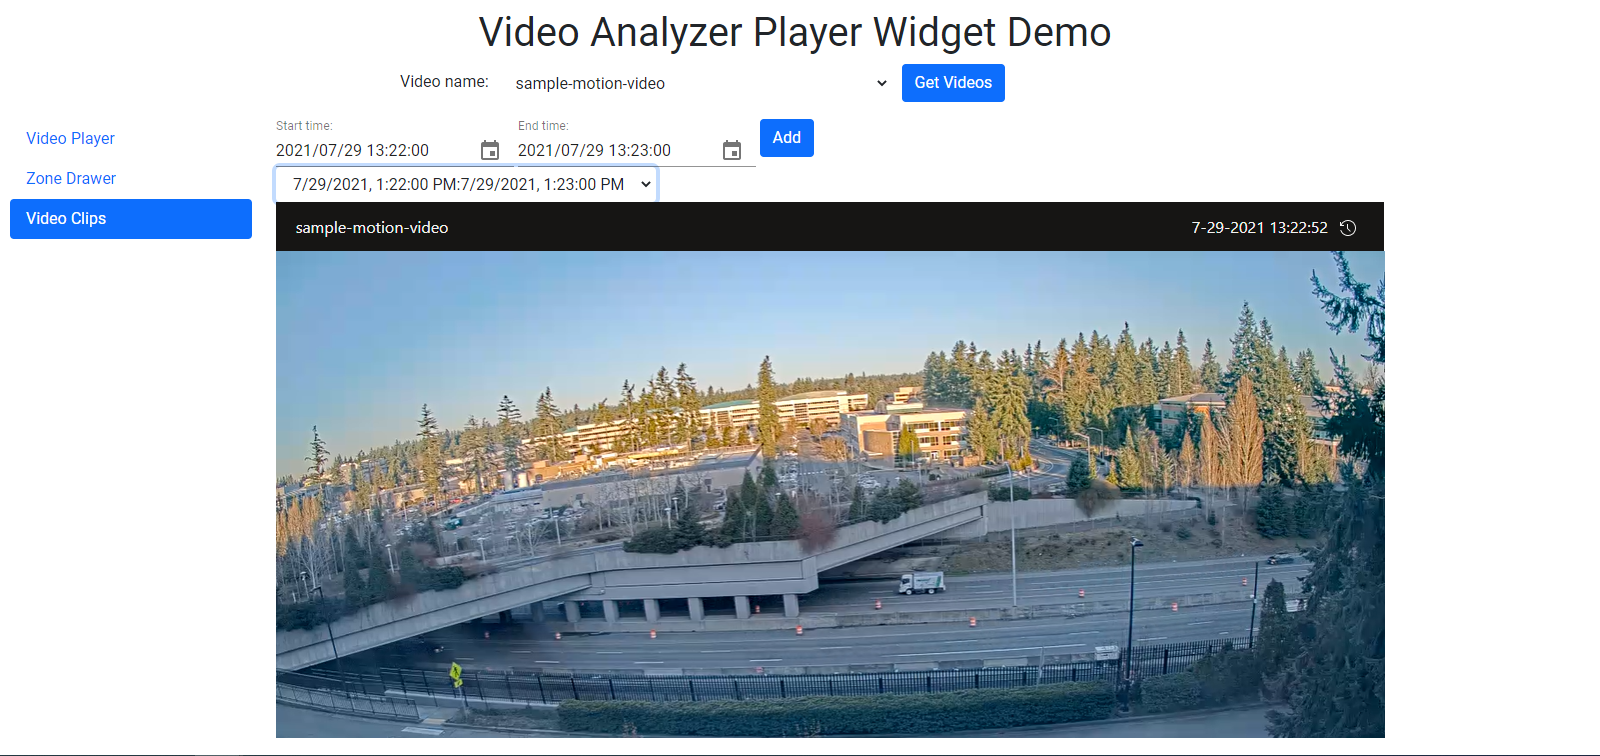 Video Analyzer Player Widget Demo
Video name: sample-motion-video Get Videos
Video Player
Zone Drawer
Video Clips
Start time: End time:
2021/07/29 13:22:00 2021/07/29 13:23:00 Add
7/29/2021, 1:22:00 PM:7/29/2021, 1:23:00 PM
sample-motion-video 7-29-2021 13:22:52